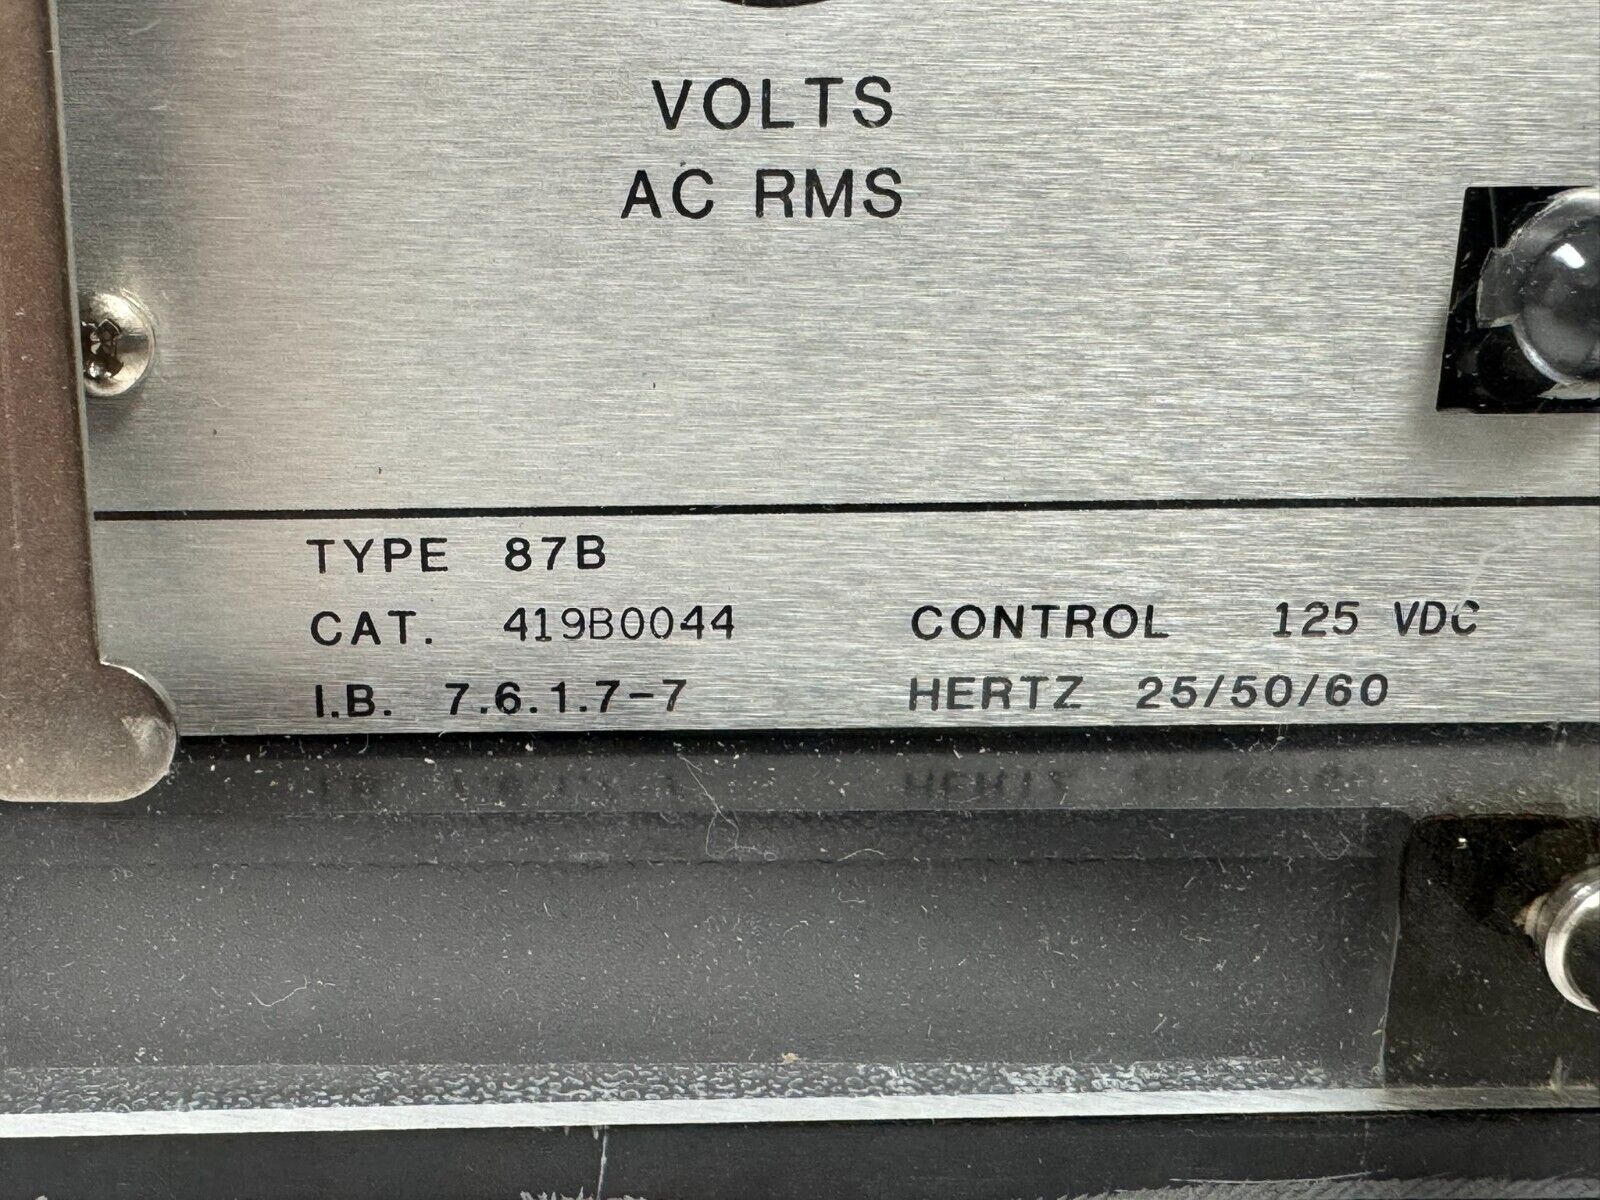 VOLTS
AC RMS
TYPE 87B
CAT. 419B0044
CONTROL 125 VDC
I.B. 7.6.1.7-7
HERTZ 25/50/60